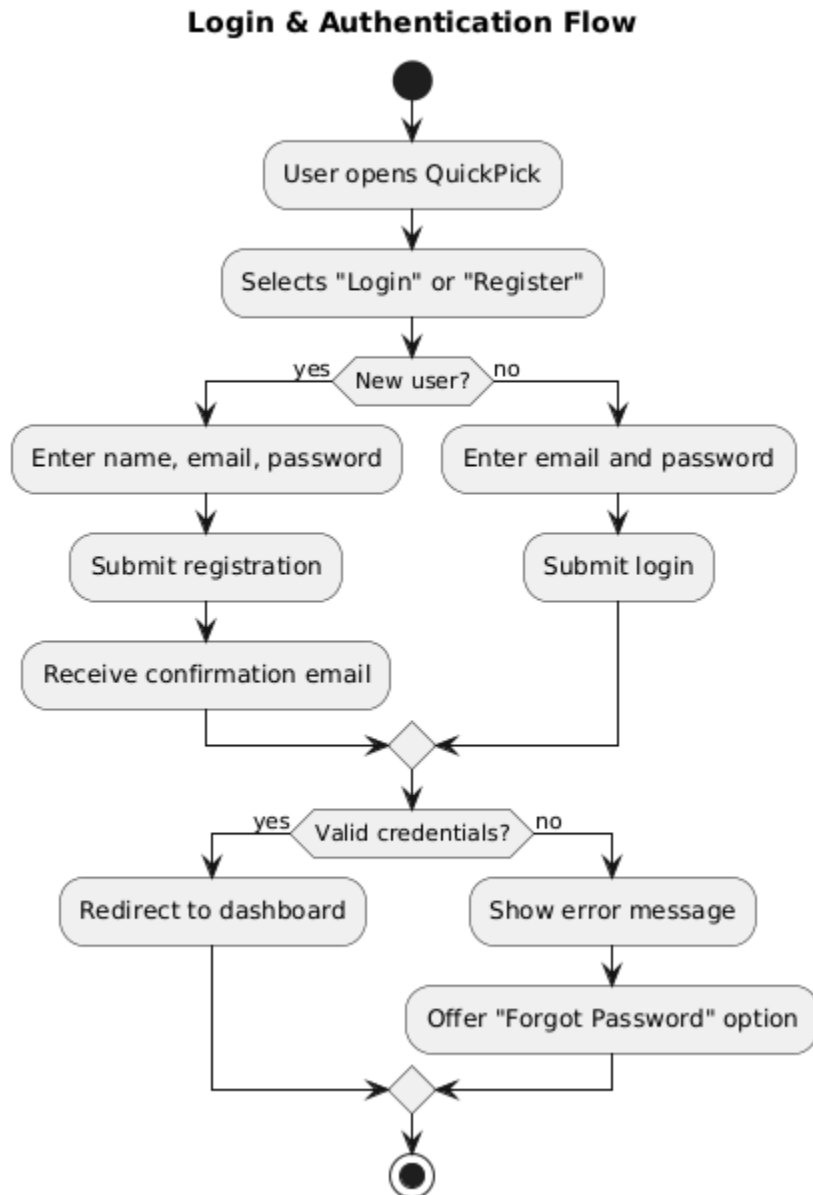 Login & Authentication Flow
User opens QuickPick
Selects "Login" or "Register"
yes
New user?
no
Enter name, email, password
Enter email and password
Submit registration
Submit login
Receive confirmation email
yes
Valid credentials?
no
Redirect to dashboard
Show error message
Offer "Forgot Password" option